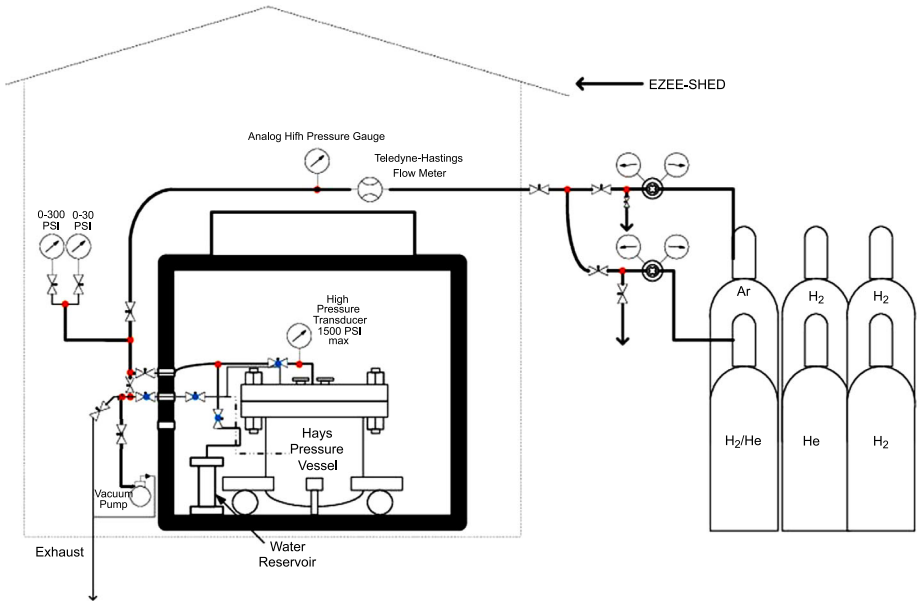 EZEE-SHED
Analog Hifh Pressure Gauge
Teledyne-Hastings
Flow Meter
0-300
PSI
0-30
PSI
High
Pressure
Transducer
1500 PSI
max
Ar
H2
H2
Hays
Pressure
Vessel
H2/He
He
H2
Vacuum
Pump
Water
Reservoir
Exhaust